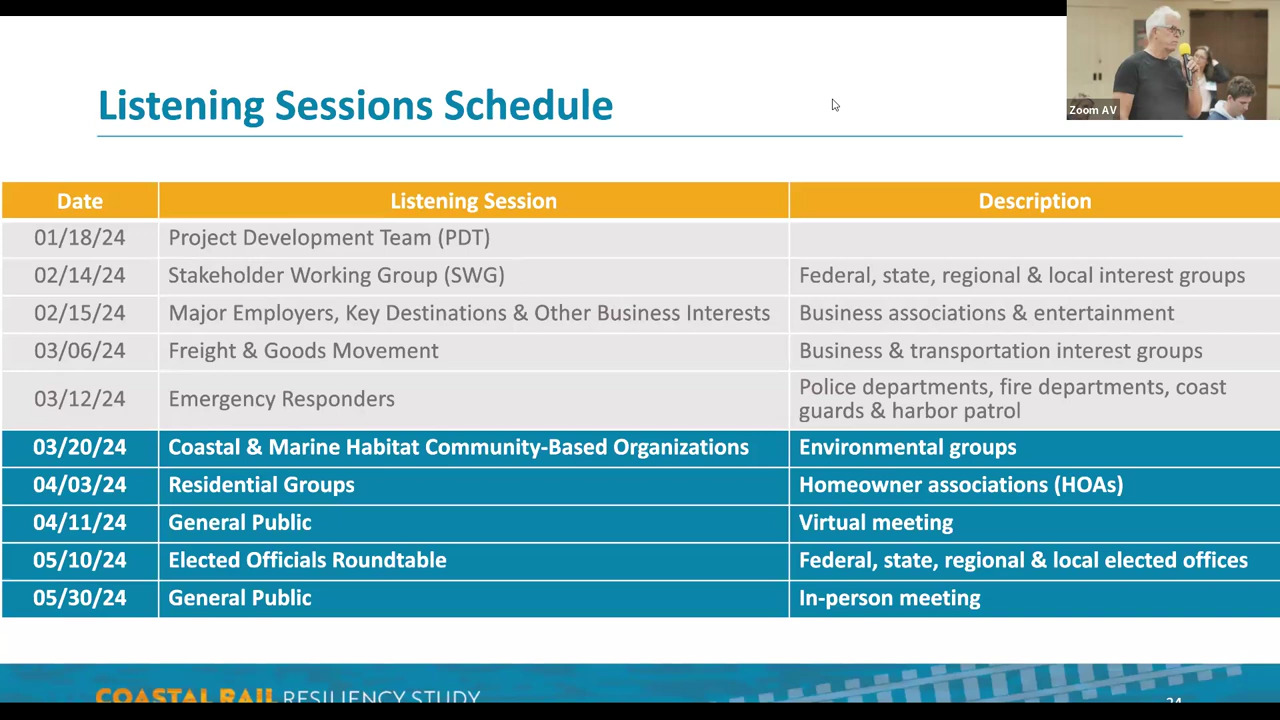 Zoom AV
Listening Sessions Schedule
Date Listening Session Description
01/18/24 Project Development Team (PDT)
02/14/24 Stakeholder Working Group (SWG) Federal, state, regional & local interest groups
02/15/24 Major Employers, Key Destinations & Other Business Interests Business associations & entertainment
03/06/24 Freight & Goods Movement Business & transportation interest groups
03/12/24 Emergency Responders Police departments, fire departments, coast
guards & harbor patrol
03/20/24 Coastal & Marine Habitat Community-Based Organizations Environmental groups
04/03/24 Residential Groups Homeowner associations (HOAs)
04/11/24 General Public Virtual meeting
05/10/24 Elected Officials Roundtable Federal, state, regional & local elected offices
05/30/24 General Public In-person meeting
COASTAL RAIL RESILIENCY STUDY
24